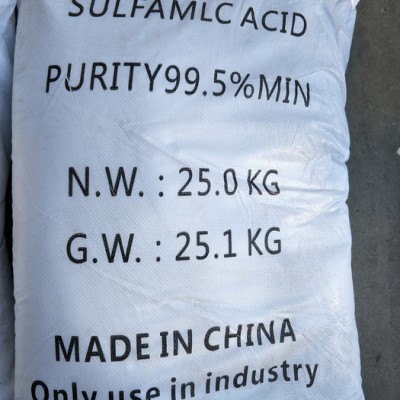 SULFAMLC ACID
PURITY99.5%MIN
N.W. : 25.0 KG
G.W. : 25.1 KG
MADE IN CHINA
Only use in industry